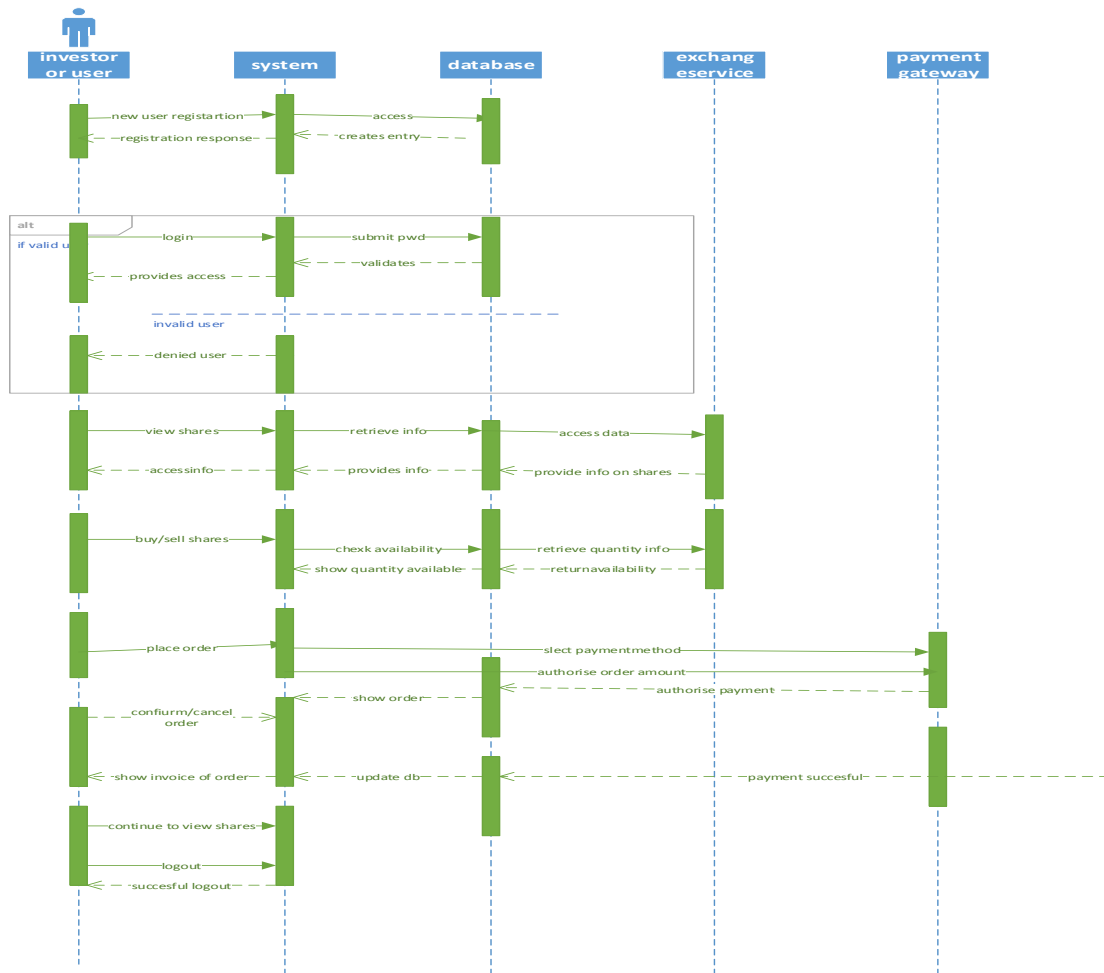 investor
or user
system
database
exchang
eservice
payment
gateway
new user registartion
access
registration response
creates entry
alt
if valid u
login
submit pwd
validates
provides access
invalid user
denied user
view shares
retrieve info
access data
accessinfo
provides info
provide info on shares
buy/sell shares
chexk availability
retrieve quantity info
show quantity available
returnavailability
place order
slect paymentmethod
authorise order amount
authorise payment
show order
confiurm/cancel
order
show invoice of order
update db
payment succesful
continue to view shares
logout
succesful logout